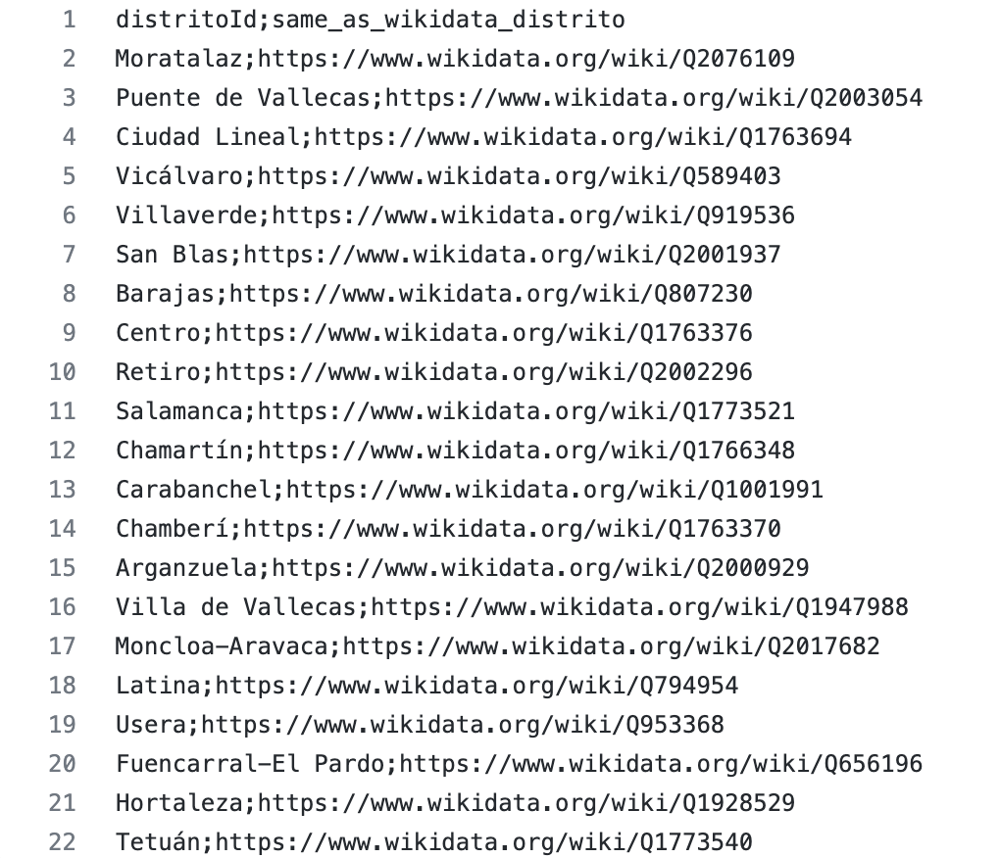 1 distritoId;same_as_wikidata_distrito
2 Moratalaz;https://www.wikidata.org/wiki/Q2076109
3 Puente de Vallecas;https://www.wikidata.org/wiki/Q2003054
4 Ciudad Lineal;https://www.wikidata.org/wiki/Q1763694
5 Vicálvaro;https://www.wikidata.org/wiki/Q589403
6 Villaverde;https://www.wikidata.org/wiki/Q919536
7 San Blas;https://www.wikidata.org/wiki/Q2001937
8 Barajas;https://www.wikidata.org/wiki/Q807230
9 Centro;https://www.wikidata.org/wiki/Q1763376
10 Retiro;https://www.wikidata.org/wiki/Q2002296
11 Salamanca;https://www.wikidata.org/wiki/Q1773521
12 Chamartín;https://www.wikidata.org/wiki/Q1766348
13 Carabanchel;https://www.wikidata.org/wiki/Q1001991
14 Chamberí;https://www.wikidata.org/wiki/Q1763370
15 Arganzuela;https://www.wikidata.org/wiki/Q2000929
16 Villa de Vallecas;https://www.wikidata.org/wiki/Q1947988
17 Moncloa-Aravaca;https://www.wikidata.org/wiki/Q2017682
18 Latina;https://www.wikidata.org/wiki/Q794954
19 Usera;https://www.wikidata.org/wiki/Q953368
20 Fuencarral-El Pardo;https://www.wikidata.org/wiki/Q656196
21 Hortaleza;https://www.wikidata.org/wiki/Q1928529
22 Tetuán;https://www.wikidata.org/wiki/Q1773540